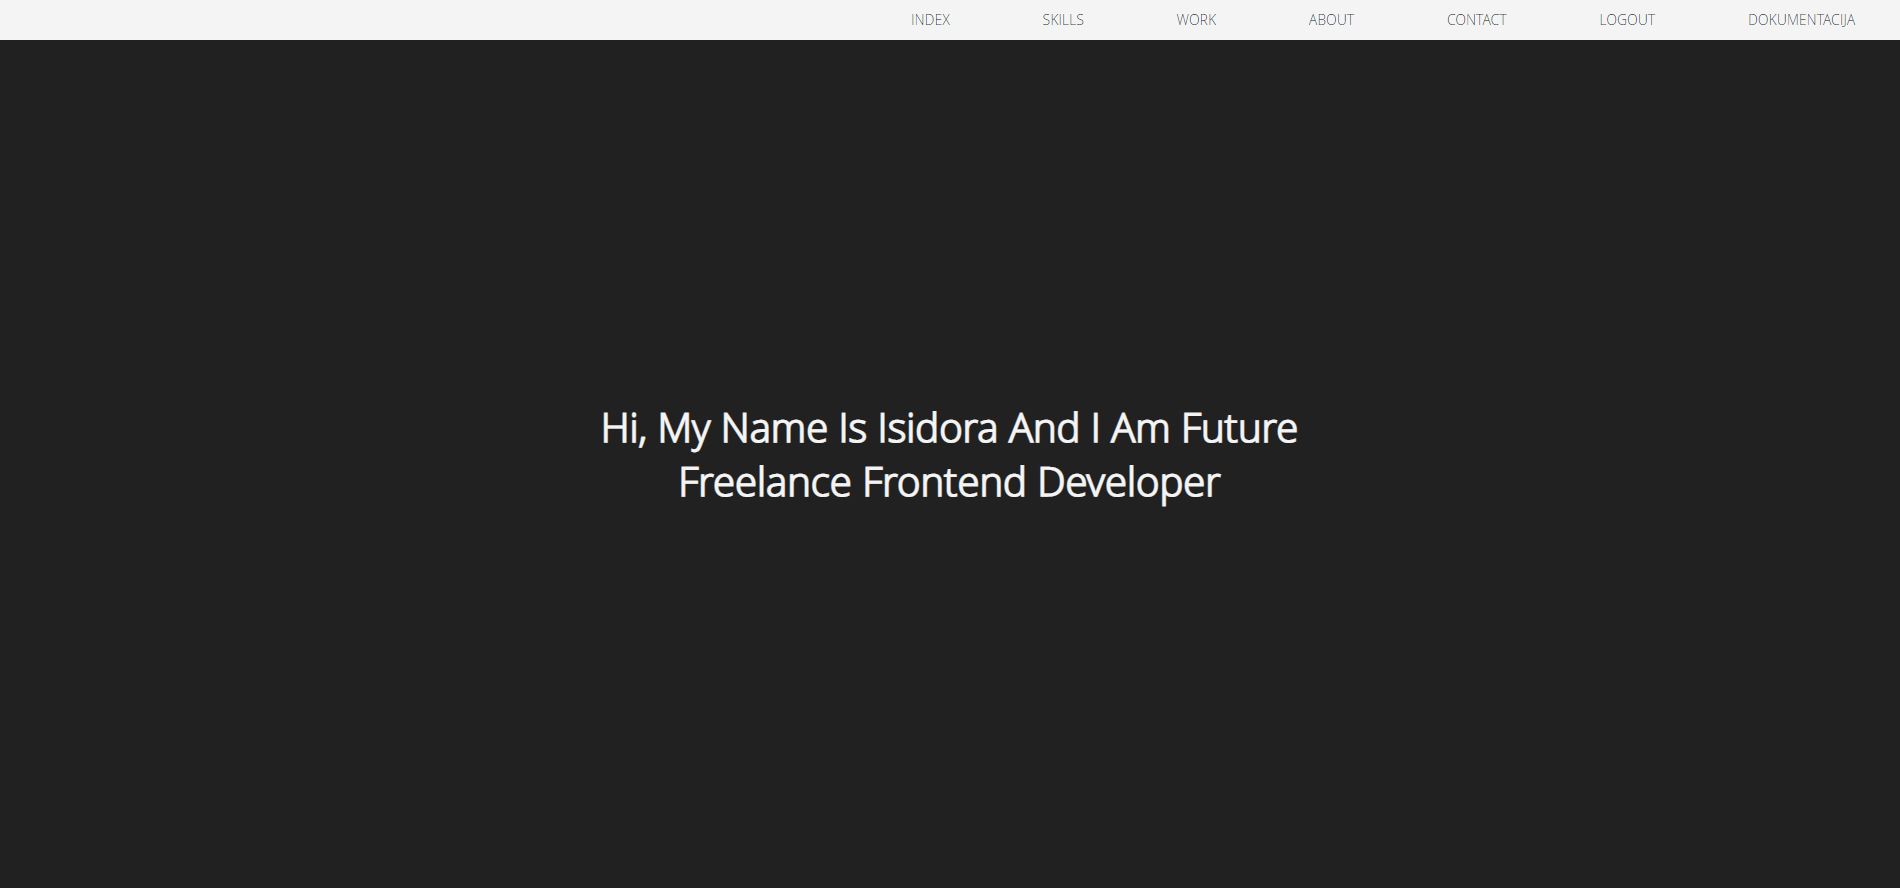 INDEX SKILLS WORK ABOUT CONTACT LOGOUT DOKUMENTACIJA
Hi, My Name Is Isidora And I Am Future
Freelance Frontend Developer